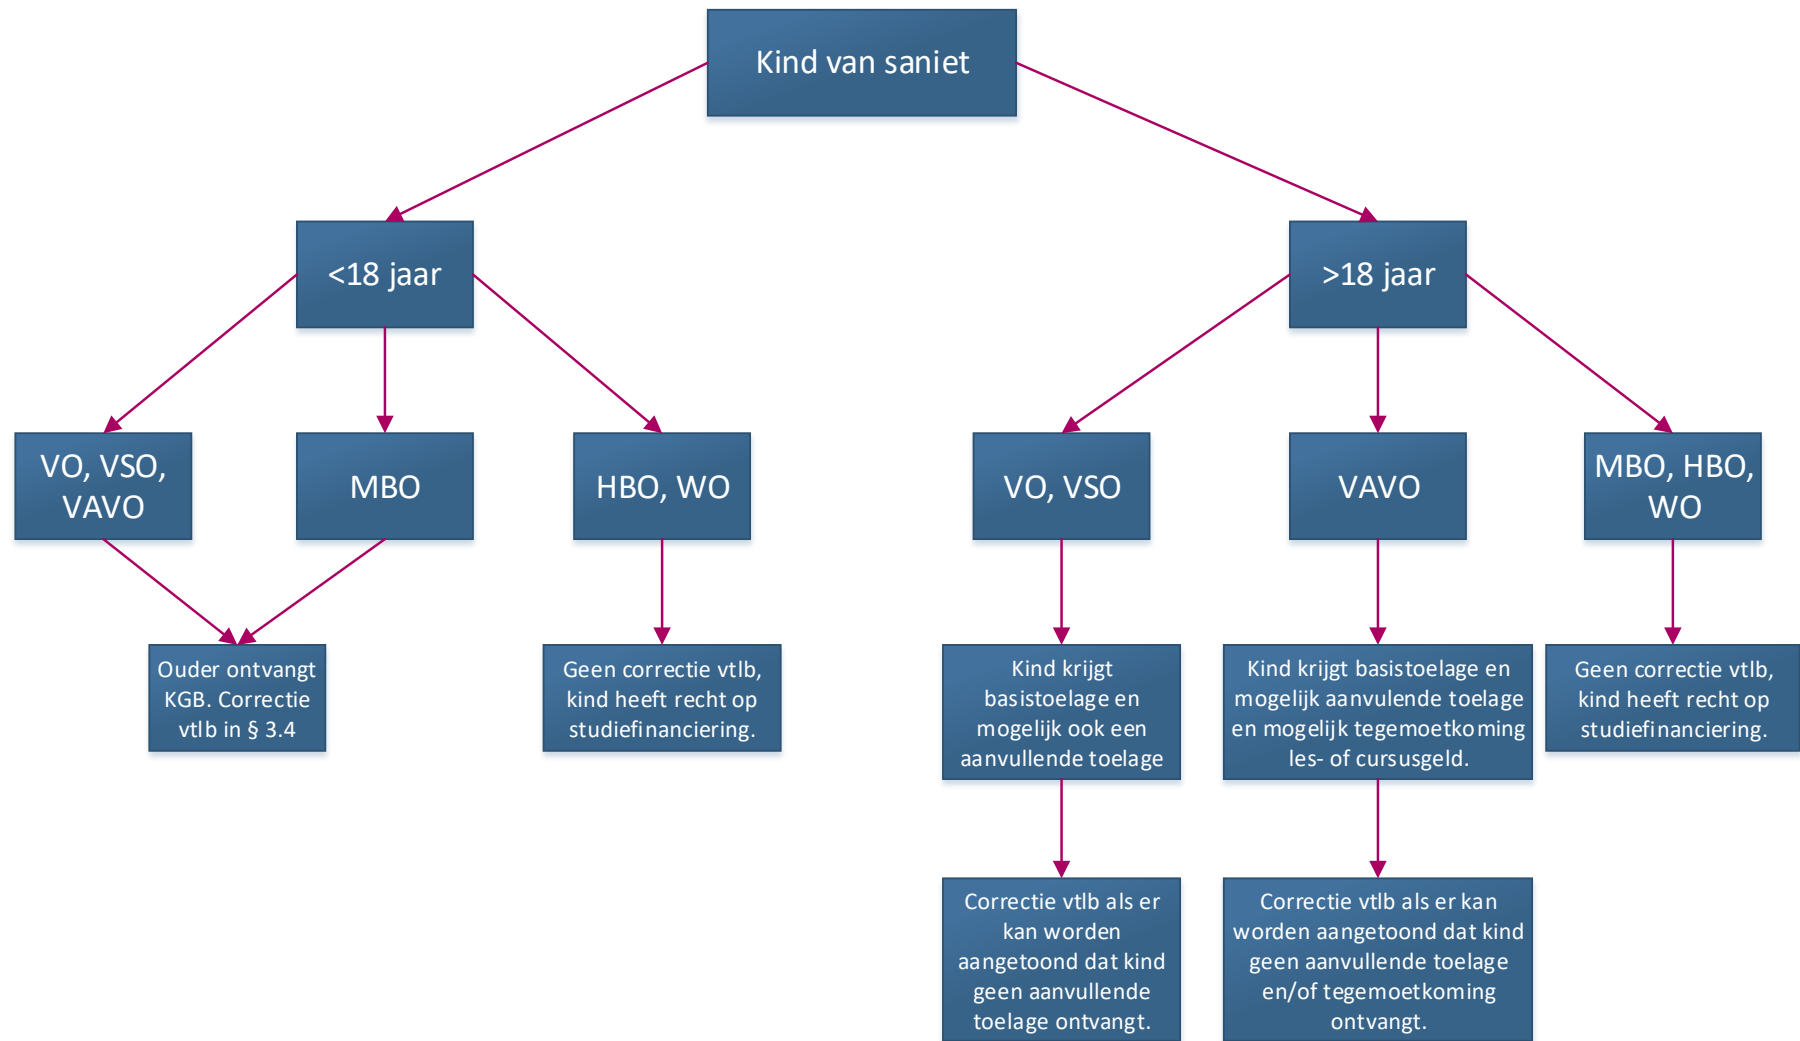 Kind van saniet
<18 jaar
>18 jaar
VO, VSO,
VAVO
MBO
HBO, WO
VO, VSO
VAVO
MBO, HBO,
WO
Ouder ontvangt
KGB. Correctie
vtlb in § 3.4
Geen correctie vtlb,
kind heeft recht op
studiefinanciering.
Kind krijgt
basistoelage en
mogelijk ook een
aanvullende toelage
Kind krijgt basistoelage en
mogelijk aanvulende toelage
en mogelijk tegemoetkoming
les- of cursusgeld.
Geen correctie vtlb,
kind heeft recht op
studiefinanciering.
Correctie vtlb als er
kan worden
aangetoond dat kind
geen aanvullende
toelage ontvangt.
Correctie vtlb als er kan
worden aangetoond dat kind
geen aanvullende toelage
en/of tegemoetkoming
ontvangt.